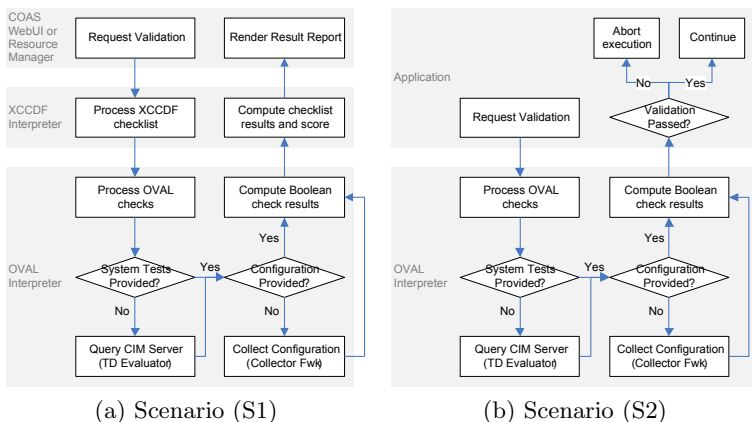 COAS
WebUI or
Resource
Manager
Request Validation
Render Result Report
XCCDF
Interpreter
Process XCCDF
checklist
Compute checklist
results and score
OVAL
Interpreter
Process OVAL
checks
Compute Boolean
check results
System Tests
Provided?
Yes
Configuration
Provided?
Yes
No
No
Query CIM Server
(TD Evaluator)
Collect Configuration
(Collector Fwk)
(a) Scenario (S1)
Application
Abort
execution
Continue
No
Yes
Validation
Passed?
Request Validation
OVAL
Interpreter
Process OVAL
checks
Compute Boolean
check results
System Tests
Provided?
Yes
Configuration
Provided?
Yes
No
No
Query CIM Server
(TD Evaluator)
Collect Configuration
(Collector Fwk)
(b) Scenario (S2)